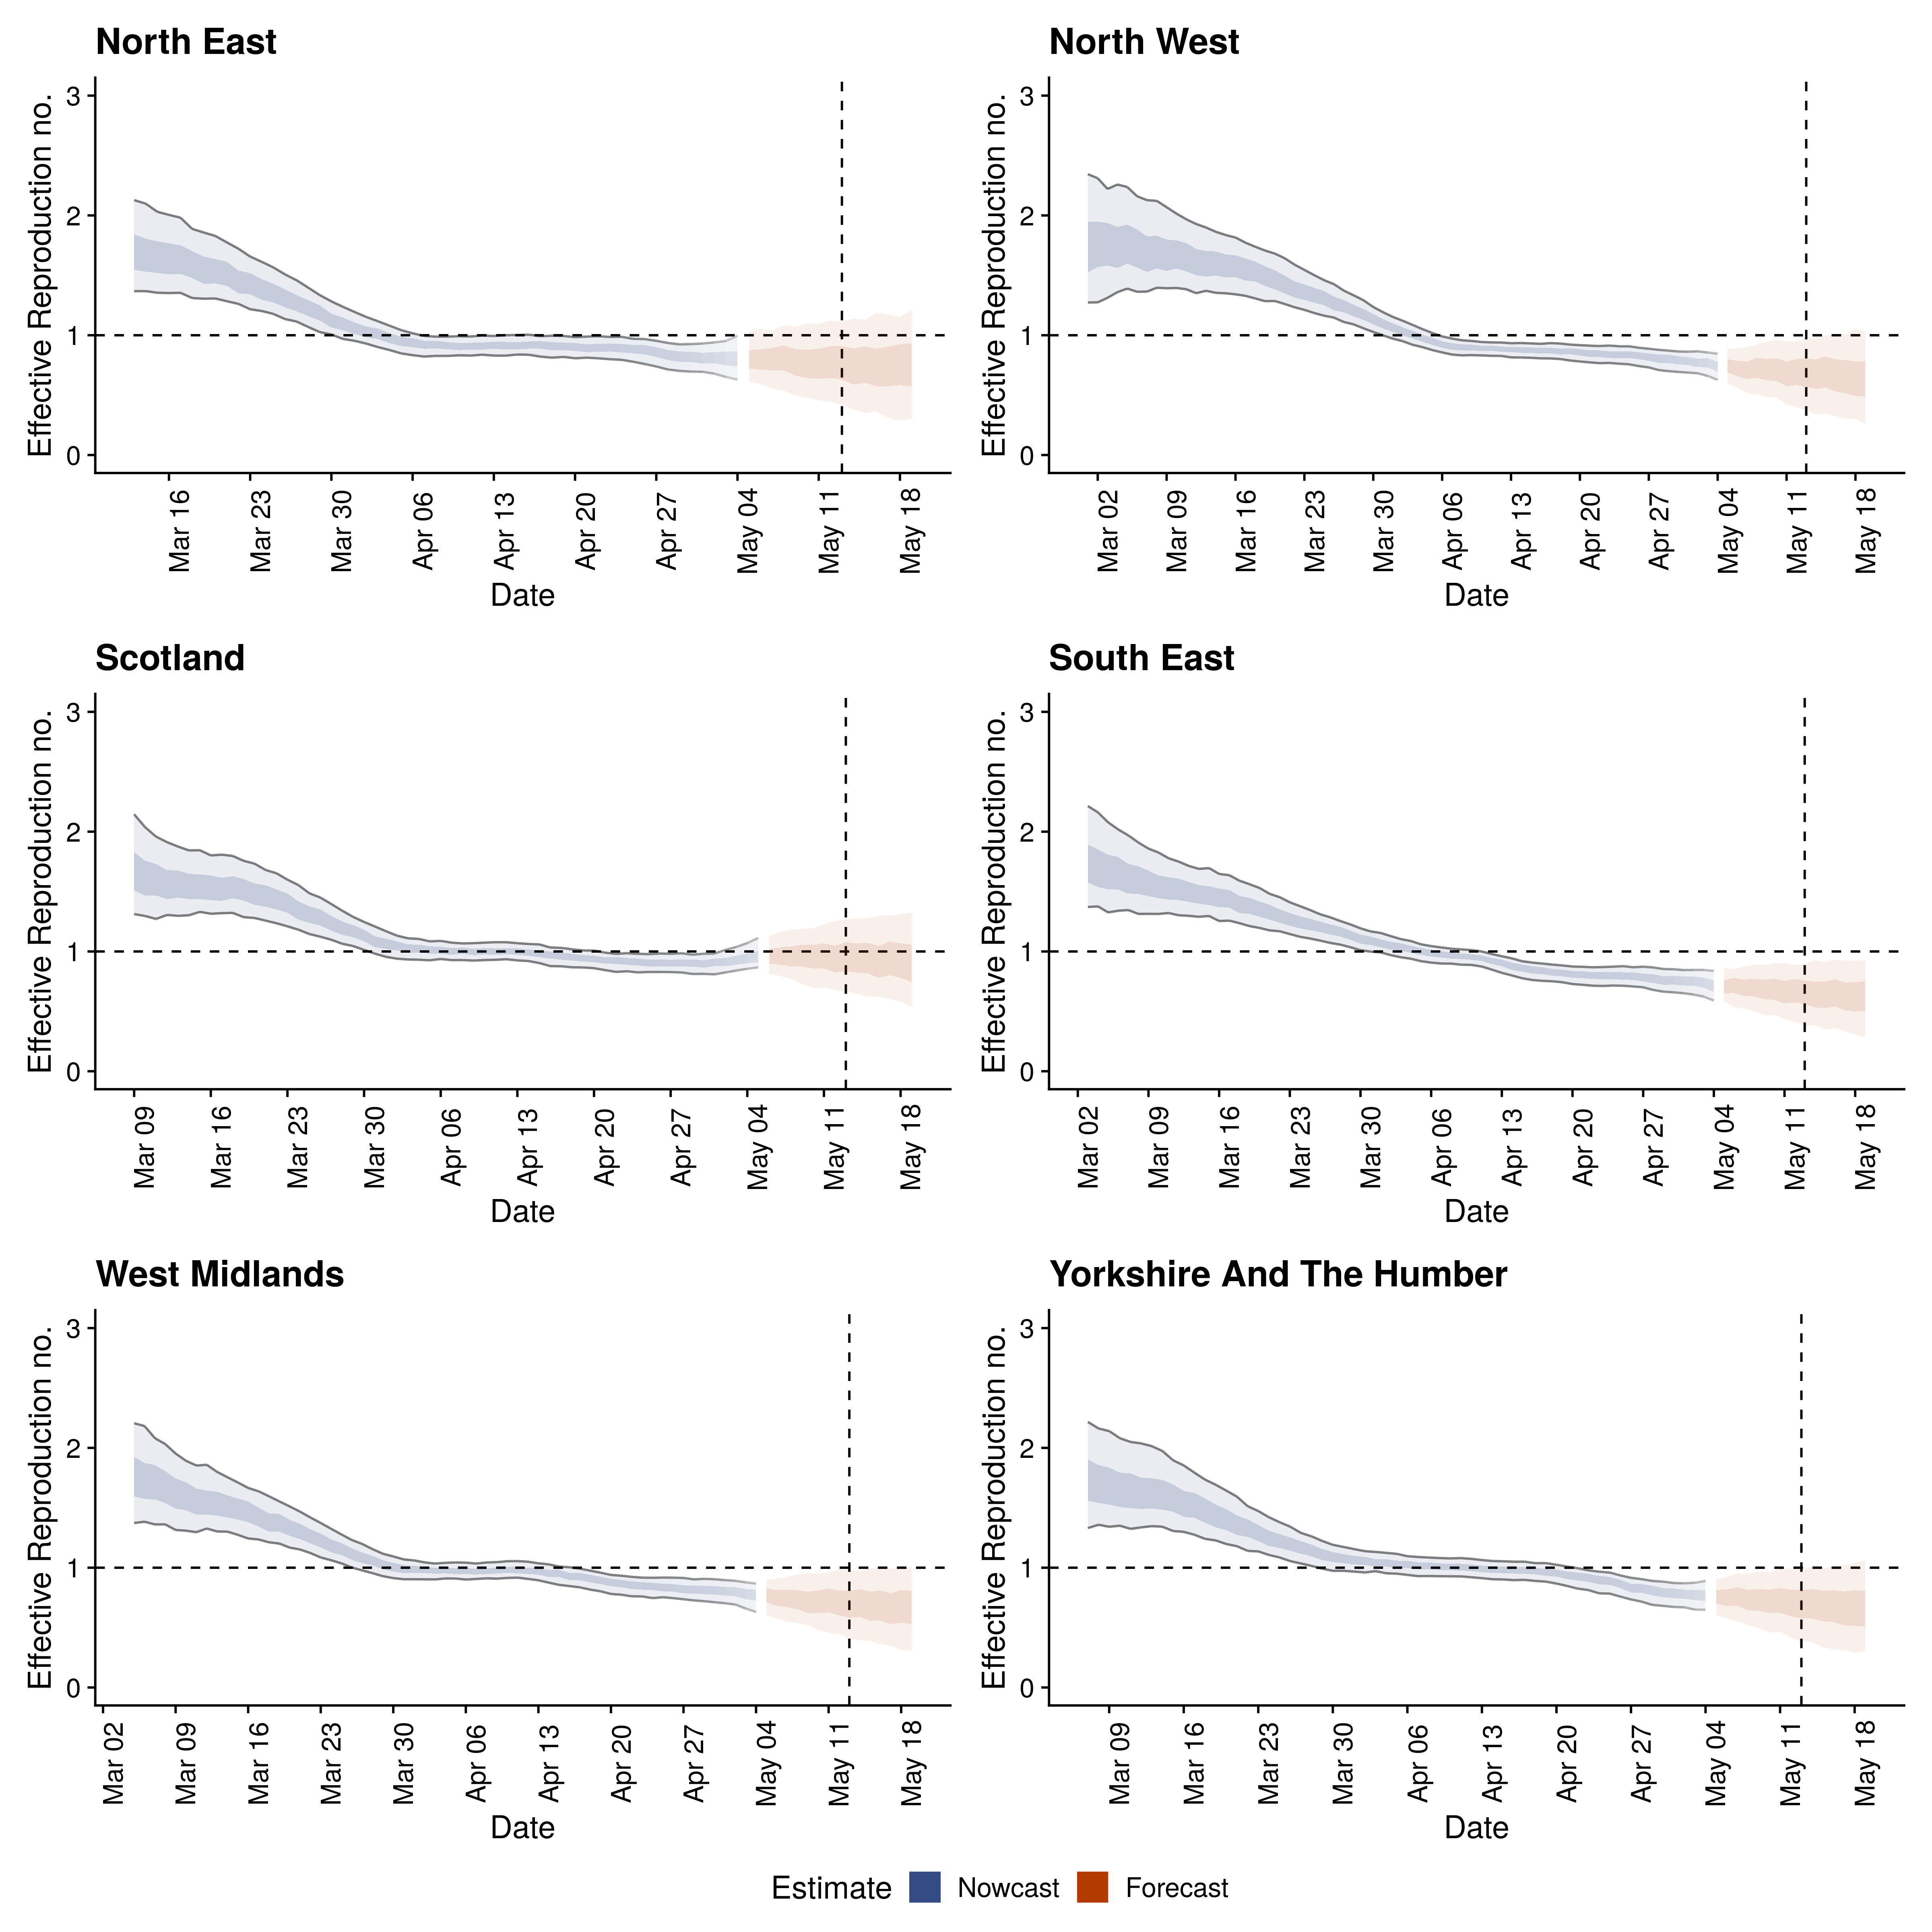 North East
Effective Reproduction no.
3
2
1
0
Mar 16
Mar 23
Mar 30
Apr 06
Apr 13
Apr 20
Apr 27
May 04
May 11
May 18
Date
North West
Effective Reproduction no.
3
2
1
0
Mar 02
Mar 09
Mar 16
Mar 23
Mar 30
Apr 06
Apr 13
Apr 20
Apr 27
May 04
May 11
May 18
Date
Scotland
Effective Reproduction no.
3
2
1
0
Mar 09
Mar 16
Mar 23
Mar 30
Apr 06
Apr 13
Apr 20
Apr 27
May 04
May 11
May 18
Date
South East
Effective Reproduction no.
3
2
1
0
Mar 02
Mar 09
Mar 16
Mar 23
Mar 30
Apr 06
Apr 13
Apr 20
Apr 27
May 04
May 11
May 18
Date
West Midlands
Effective Reproduction no.
3
2
1
0
Mar 02
Mar 09
Mar 16
Mar 23
Mar 30
Apr 06
Apr 13
Apr 20
Apr 27
May 04
May 11
May 18
Date
Yorkshire And The Humber
Effective Reproduction no.
3
2
1
0
Mar 09
Mar 16
Mar 23
Mar 30
Apr 06
Apr 13
Apr 20
Apr 27
May 04
May 11
May 18
Date
Estimate Nowcast Forecast